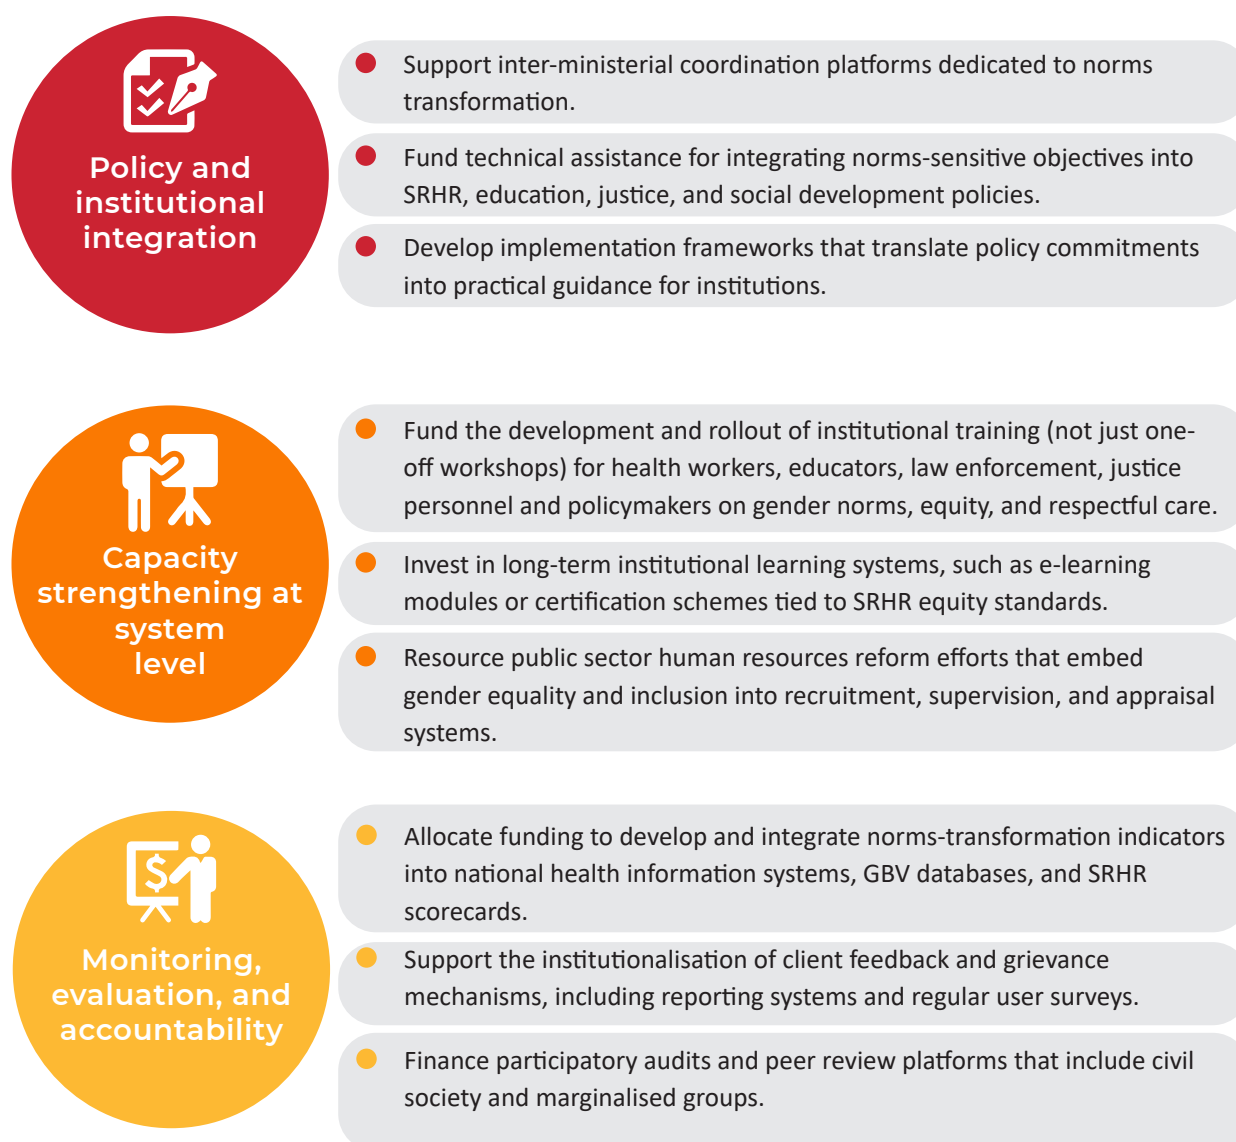 Policy and
institutional
integration
● Support inter-ministerial coordination platforms dedicated to norms
transformation.
● Fund technical assistance for integrating norms-sensitive objectives into
SRHR, education, justice, and social development policies.
● Develop implementation frameworks that translate policy commitments
into practical guidance for institutions.
Capacity
strengthening at
system
level
● Fund the development and rollout of institutional training (not just one-
off workshops) for health workers, educators, law enforcement, justice
personnel and policymakers on gender norms, equity, and respectful care.
● Invest in long-term institutional learning systems, such as e-learning
modules or certification schemes tied to SRHR equity standards.
● Resource public sector human resources reform efforts that embed
gender equality and inclusion into recruitment, supervision, and appraisal
systems.
$
Monitoring,
evaluation, and
accountability
● Allocate funding to develop and integrate norms-transformation indicators
into national health information systems, GBV databases, and SRHR
scorecards.
● Support the institutionalisation of client feedback and grievance
mechanisms, including reporting systems and regular user surveys.
● Finance participatory audits and peer review platforms that include civil
society and marginalised groups.